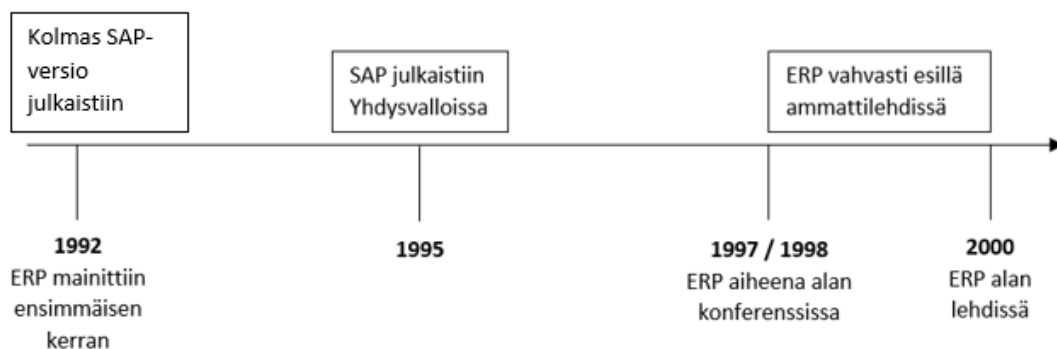 Kolmas SAP-
versio
julkaistiin
SAP julkaistiin
Yhdysvalloissa
ERP vahvasti esillä
ammattilehdissä
1992
ERP mainittiin
ensimmäisen
kerran
1995
1997 / 1998
ERP aiheena alan
konferenssissa
2000
ERP alan
lehdissä